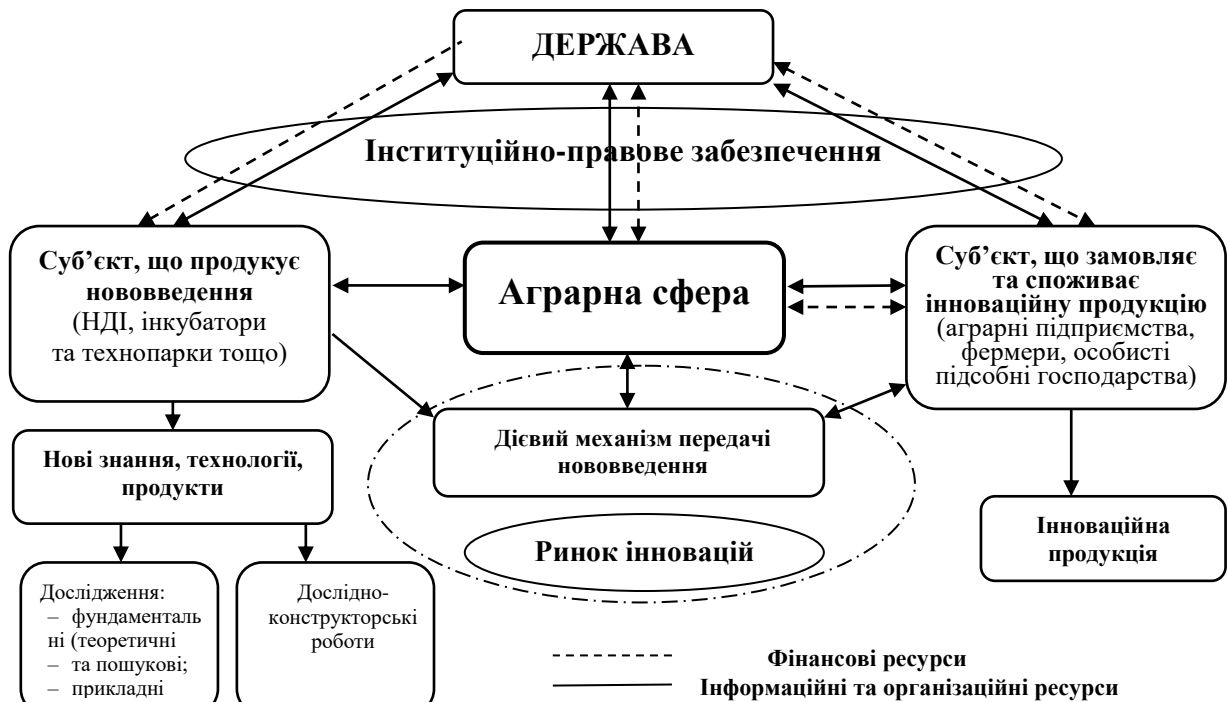 ДЕРЖАВА
Інституційно-правове забезпечення
Суб’єкт, що продукує
нововведення
(НДІ, інкубатори
та технопарки тощо)
Аграрна сфера
Суб’єкт, що замовляє
та споживає
інноваційну продукцію
(аграрні підприємства,
фермери, особисті
підсобні господарства)
Дієвий механізм передачі
нововведення
Нові знання, технології,
продукти
Ринок інновацій
Інноваційна
продукція
Дослідження:
– фундаменталь
ні (теоретичні
– та пошукові;
– прикладні
Дослідно-
конструкторські
роботи
Фінансові ресурси
Інформаційні та організаційні ресурси